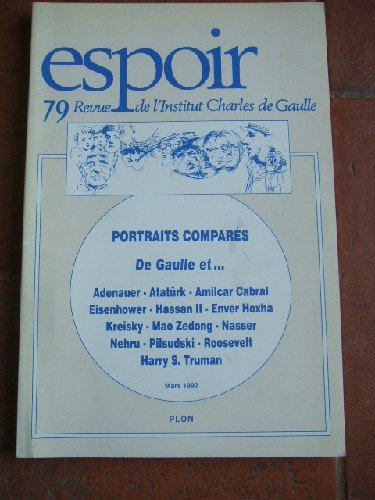 espoir
79 Revue de l'Institut Charles de Gaulle
PORTRAITS COMPARES
De Gaulle et...
Adenauer - Atatürk - Amilcar Cabral
Eisenhower - Hassan II - Enver Hoxha
Kreisky - Mao Zedong - Nasser
Nehru - Pilsudski - Roosevelt
Harry S. Truman
Mars 1992
PLON